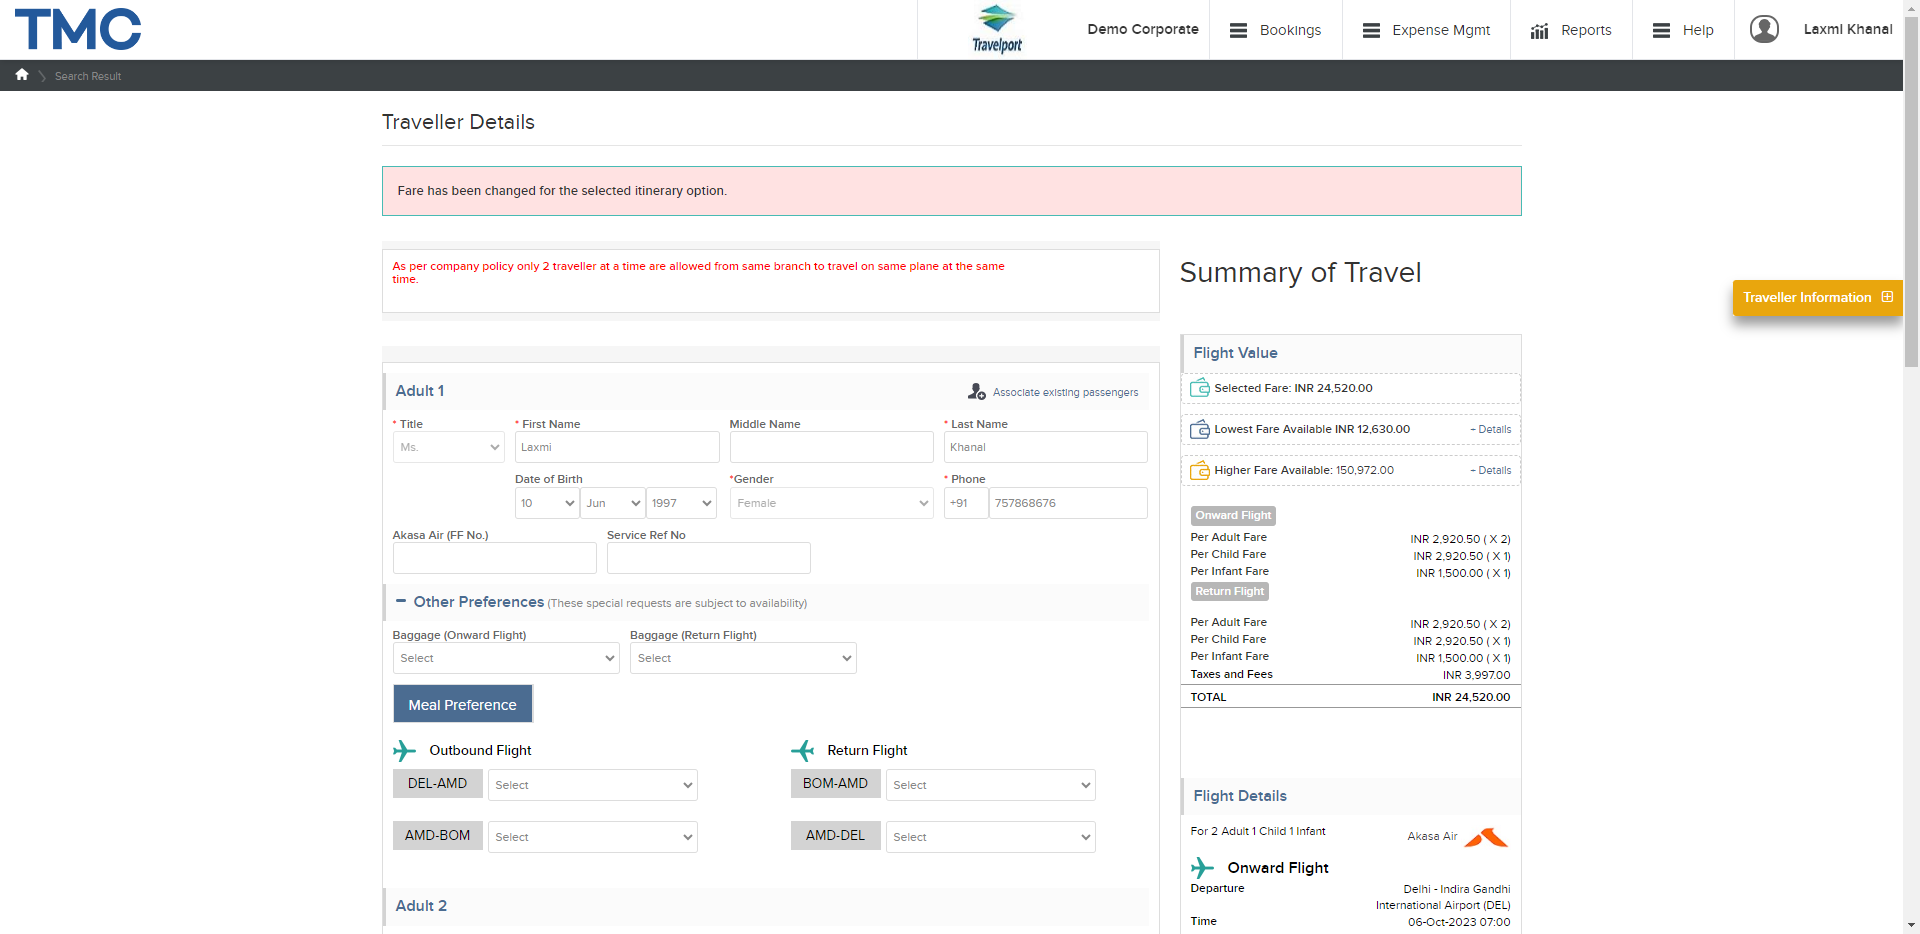 TMC
Travelport
Demo Corporate
Bookings
Expense Mgmt
Reports
Help
Laxmi Khanal
Search Result
Traveller Details
Fare has been changed for the selected itinerary option.
As per company policy only 2 traveller at a time are allowed from same branch to travel on same plane at the same
time.
Summary of Travel
Traveller Information
Adult 1
Associate existing passengers
* Title
* First Name
Middle Name
* Last Name
Ms.
Laxmi
Khanal
Date of Birth
*Gender
* Phone
10
Jun
1997
Female
+91
757868676
Akasa Air (FF No.)
Service Ref No
Other Preferences (These special requests are subject to availability)
Baggage (Onward Flight)
Baggage (Return Flight)
Select
Select
Meal Preference
Outbound Flight
Return Flight
DEL-AMD
Select
BOM-AMD
Select
AMD-BOM
Select
AMD-DEL
Select
Adult 2
Flight Value
Selected Fare: INR 24,520.00
Lowest Fare Available INR 12,630.00
+ Details
Higher Fare Available: 150,972.00
+ Details
Onward Flight
Per Adult Fare INR 2,920.50 ( X 2)
Per Child Fare INR 2,920.50 ( X 1)
Per Infant Fare INR 1,500.00 ( X 1)
Return Flight
Per Adult Fare INR 2,920.50 ( X 2)
Per Child Fare INR 2,920.50 ( X 1)
Per Infant Fare INR 1,500.00 ( X 1)
Taxes and Fees INR 3,997.00
TOTAL INR 24,520.00
Flight Details
For 2 Adult 1 Child 1 Infant
Akasa Air
Onward Flight
Departure Delhi - Indira Gandhi
International Airport (DEL)
Time 06-Oct-2023 07:00